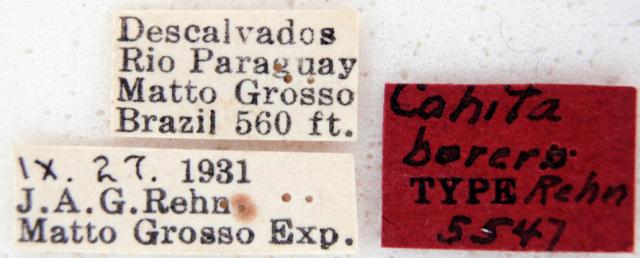 Descalvados
Rio Paraguay
Matto Grosso
Brazil 560 ft.
IX. 27. 1931
J.A.G.Rehn.
Matto Grosso Exp.
Cahita
borero
TYPE Rehn
5547